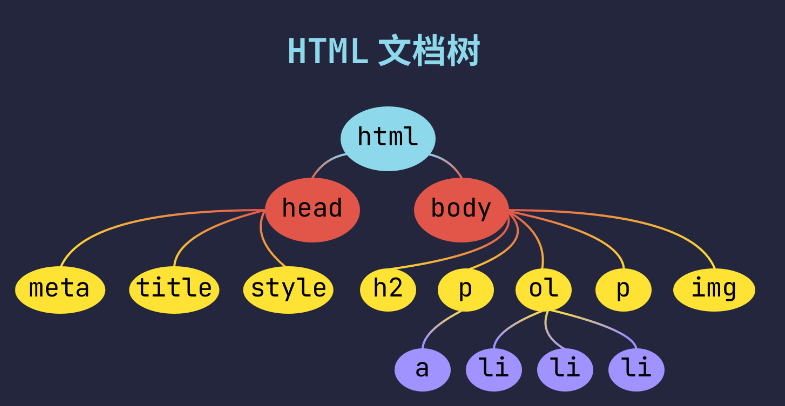 HTML 文档树
html
head body
meta title style h2 p ol p img
a li li li